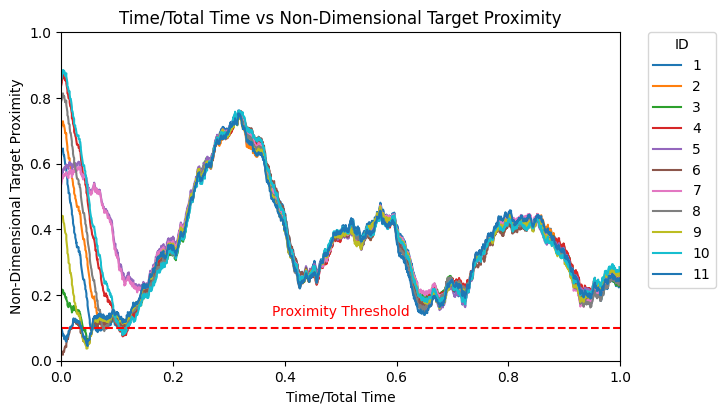 Time/Total Time vs Non-Dimensional Target Proximity
Non-Dimensional Target Proximity
1.0
0.8
0.6
0.4
0.2
0.0
Proximity Threshold
0.0 0.2 0.4 0.6 0.8 1.0
Time/Total Time
ID
1
2
3
4
5
6
7
8
9
10
11